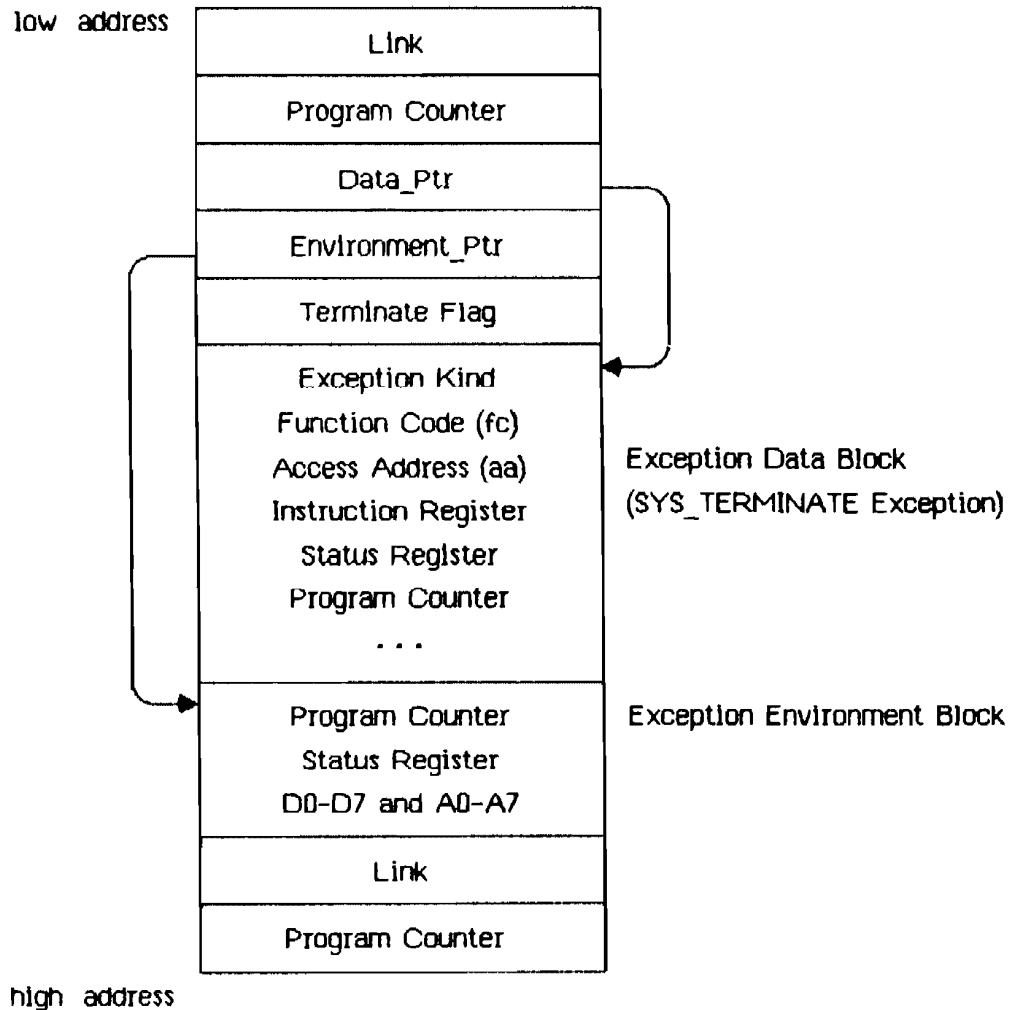 low address
Link
Program Counter
Data_Ptr
Environment_Ptr
Terminate Flag
Exception Kind
Function Code (fc)
Access Address (aa)
Instruction Register
Status Register
Program Counter
. . .
Exception Data Block
(SYS_TERMINATE Exception)
Program Counter
Status Register
D0-D7 and A0-A7
Exception Environment Block
Link
Program Counter
high address